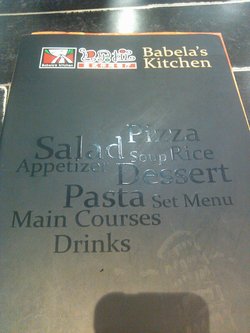 Babela's
Kitchen
Pizza
Salad
Soup Rice
Appetizer
Dessert
Pasta Set Menu
Main Courses
Drinks